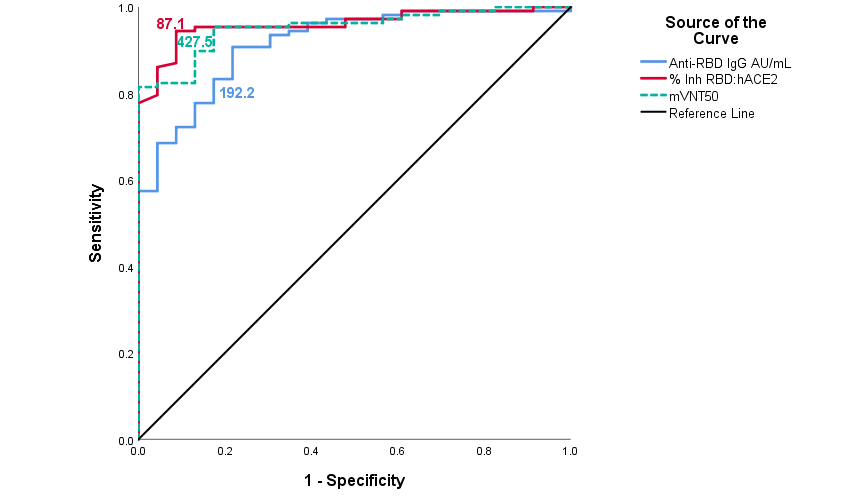 1.0
0.8
0.6
0.4
0.2
0.0
Sensitivity
87.1
427.5
192.2
0.0 0.2 0.4 0.6 0.8 1.0
1 - Specificity
Source of the
Curve
Anti-RBD IgG AU/mL
% Inh RBD:hACE2
mVNT50
Reference Line